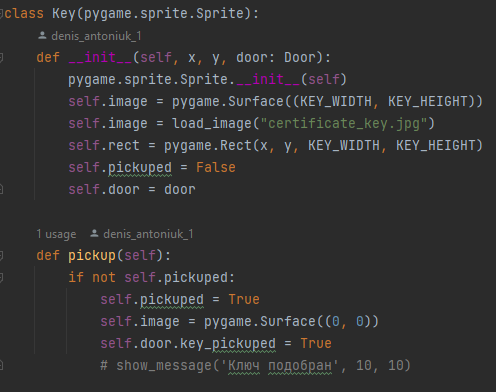 class Key(pygame.sprite.Sprite):
denis_antoniuk_1
def __init__(self, x, y, door: Door):
pygame.sprite.Sprite.__init__(self)
self.image = pygame.Surface((KEY_WIDTH, KEY_HEIGHT))
self.image = load_image("certificate_key.jpg")
self.rect = pygame.Rect(x, y, KEY_WIDTH, KEY_HEIGHT)
self.pickuped = False
self.door = door
1 usage denis_antoniuk_1
def pickup(self):
if not self.pickuped:
self.pickuped = True
self.image = pygame.Surface((0, 0))
self.door.key_pickuped = True
# show_message('Ключ подобран', 10, 10)